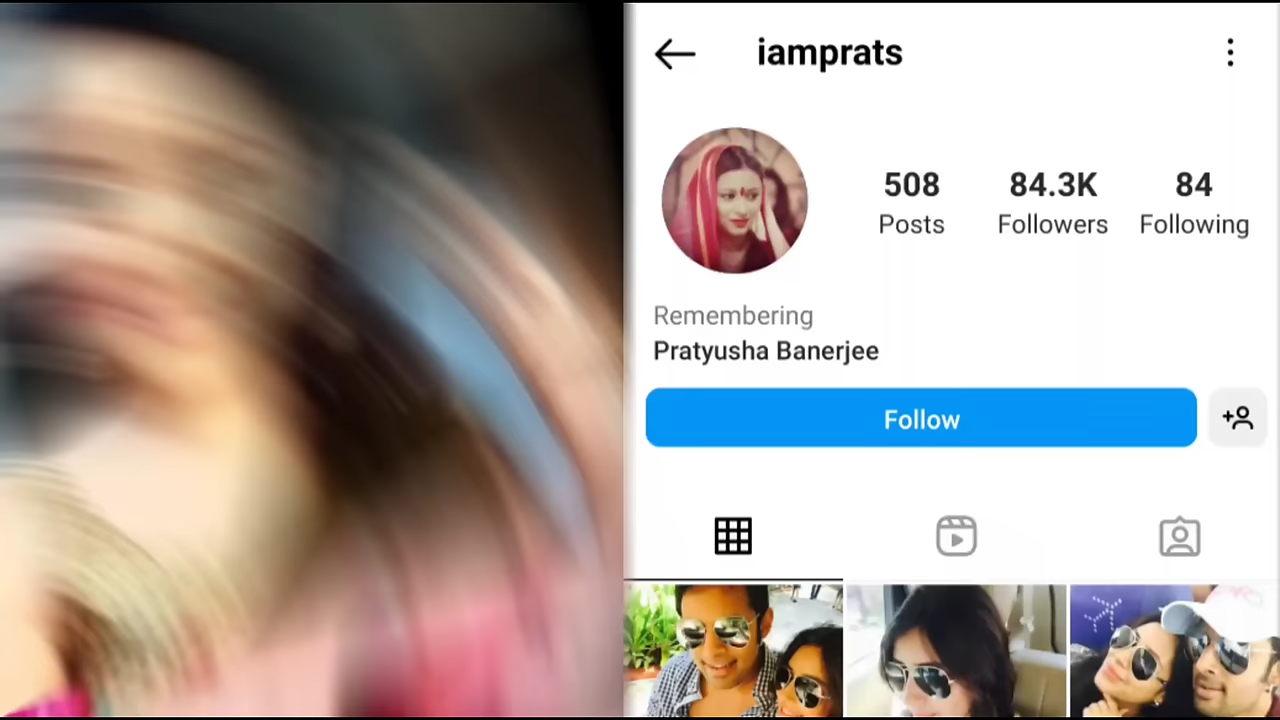 iamprats
508 84.3K 84
Posts Followers Following
Remembering
Pratyusha Banerjee
Follow